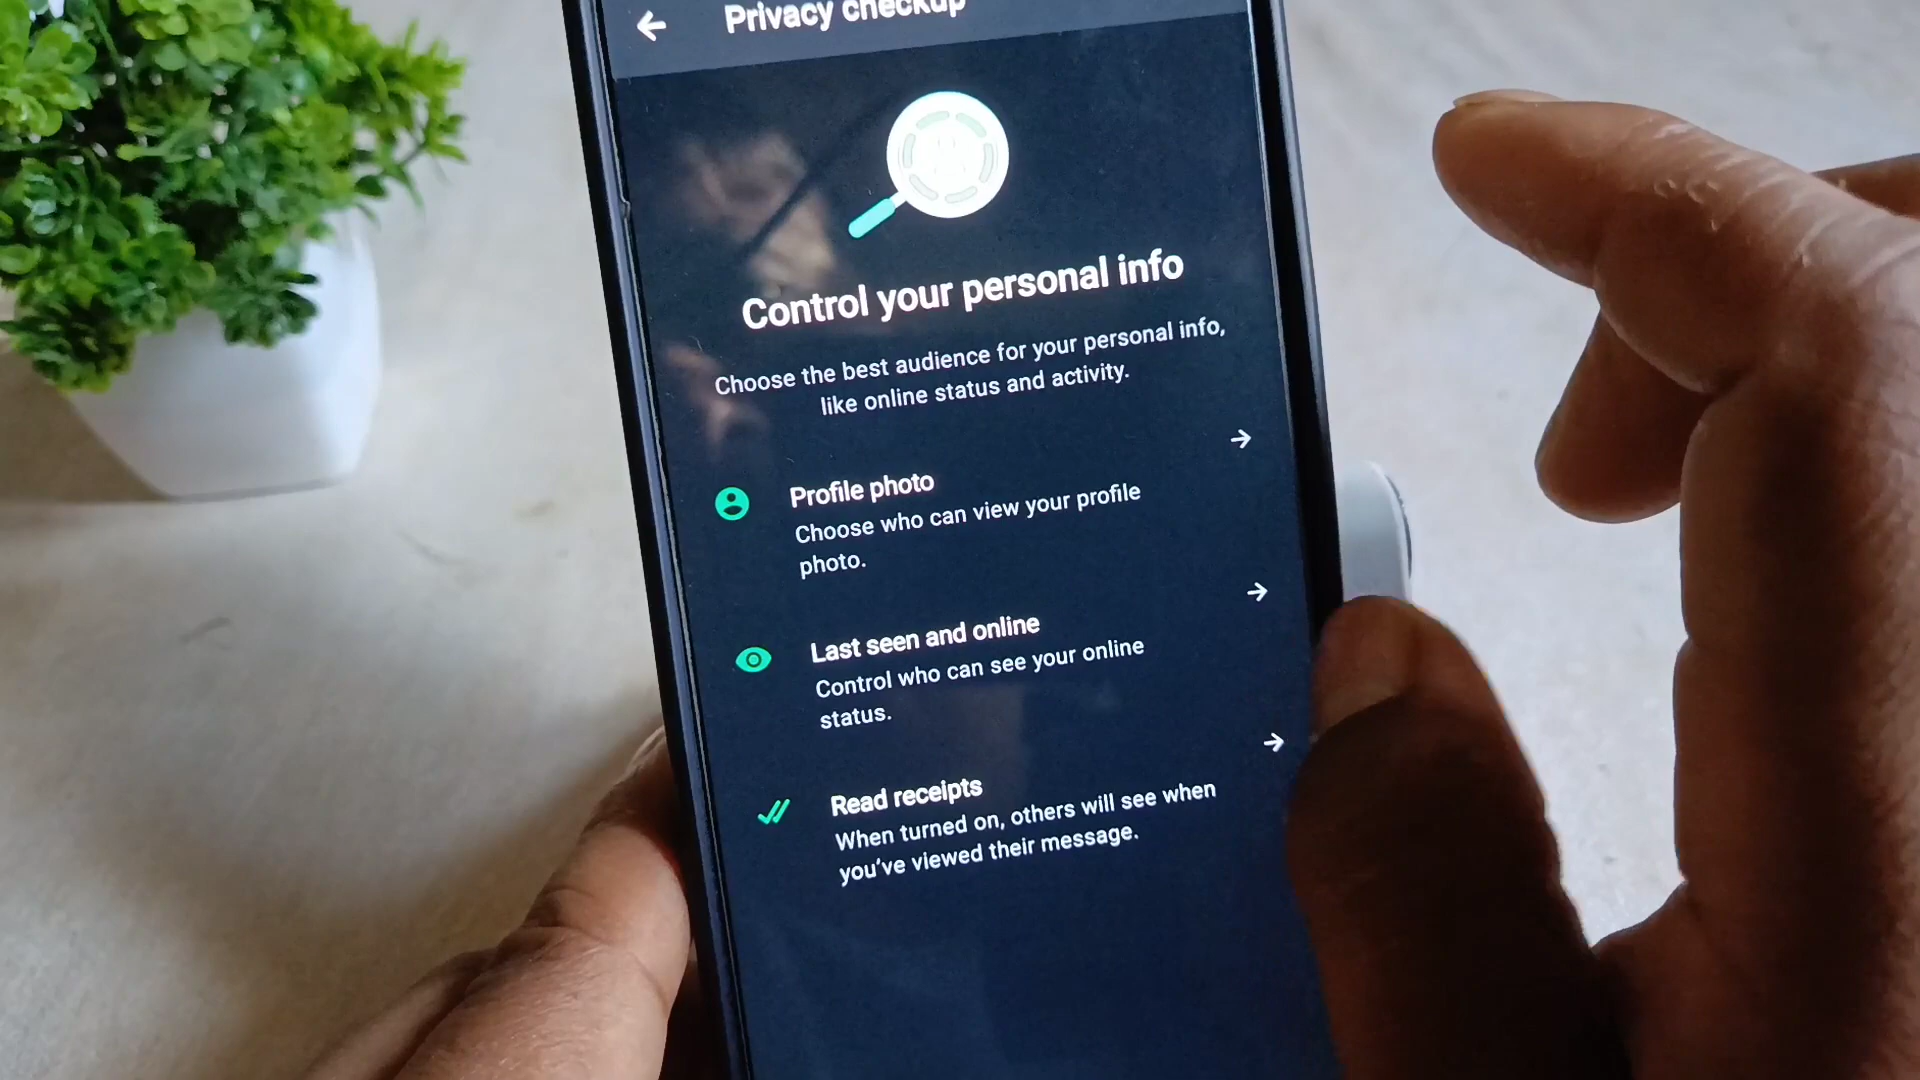 Privacy checkup
Control your personal info
Choose the best audience for your personal info,
like online status and activity.
Profile photo
Choose who can view your profile
photo.
Last seen and online
Control who can see your online
status.
Read receipts
When turned on, others will see when
you've viewed their message.